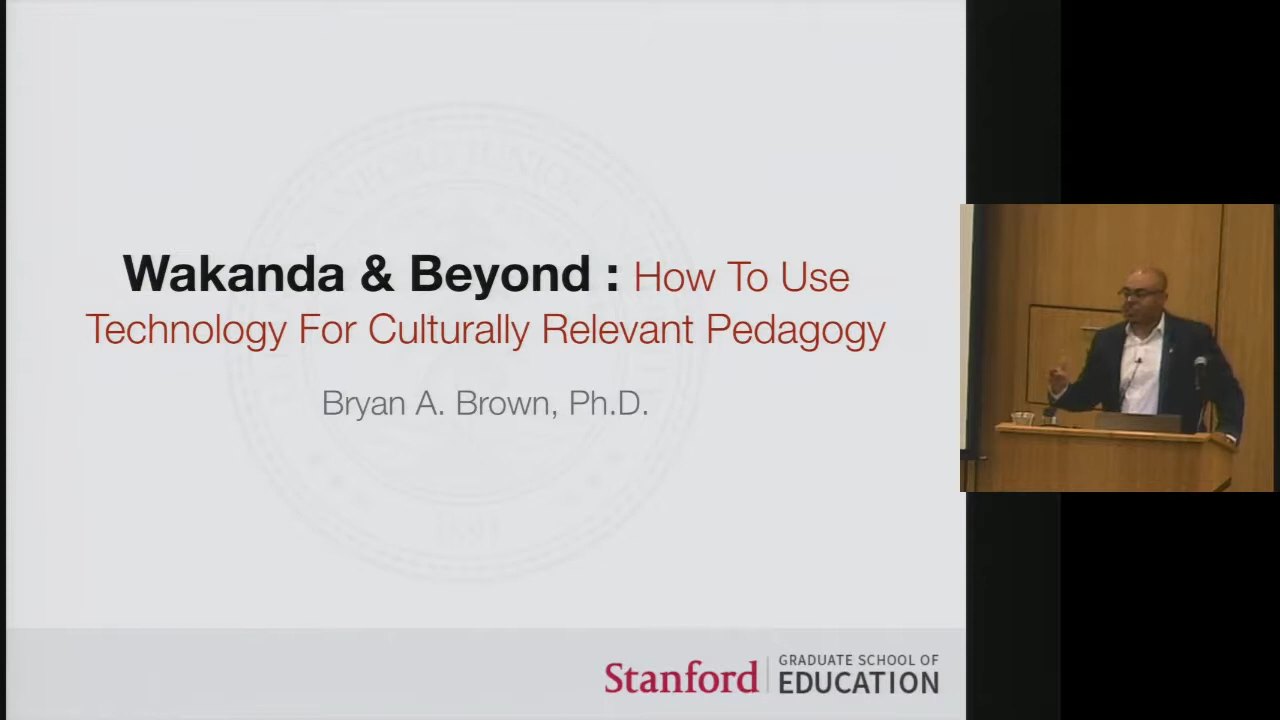 Wakanda & Beyond : How To Use
Technology For Culturally Relevant Pedagogy
Bryan A. Brown, Ph.D.
Stanford
GRADUATE SCHOOL OF
EDUCATION